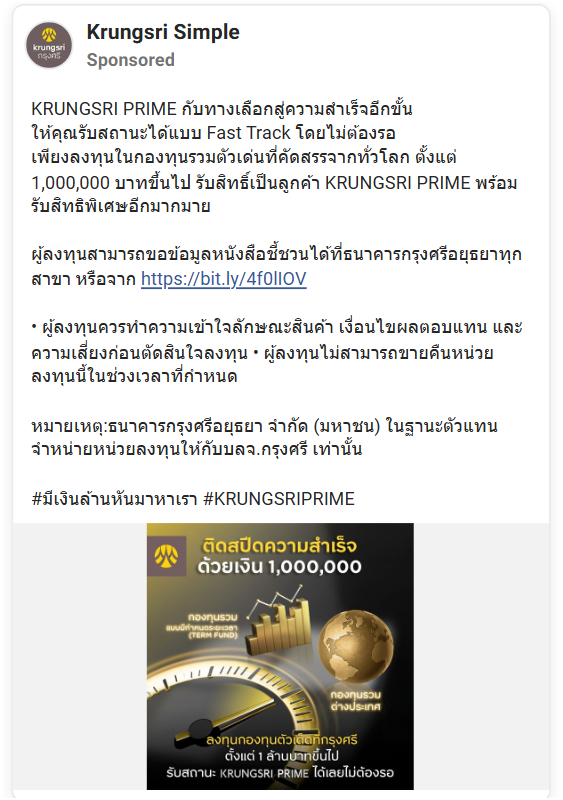 Krungsri Simple
Sponsored
krungsri
กรุงศรี
KRUNGSRI PRIME กับทางเลือกสู่ความสำเร็จอีกขั้น
ให้คุณรับสถานะได้แบบ Fast Track โดยไม่ต้องรอ
เพียงลงทุนในกองทุนรวมตัวเด่นที่คัดสรรจากทั่วโลก ตั้งแต่
1,000,000 บาทขึ้นไป รับสิทธิ์เป็นลูกค้า KRUNGSRI PRIME พร้อม
รับสิทธิพิเศษอีกมากมาย
ผู้ลงทุนสามารถขอข้อมูลหนังสือชี้ชวนได้ที่ธนาคารกรุงศรีอยุธยาทุก
สาขา หรือจาก https://bit.ly/4f0lIOV
• ผู้ลงทุนควรทำความเข้าใจลักษณะสินค้า เงื่อนไขผลตอบแทน และ
ความเสี่ยงก่อนตัดสินใจลงทุน • ผู้ลงทุนไม่สามารถขายคืนหน่วย
ลงทุนนี้ในช่วงเวลาที่กำหนด
หมายเหตุ:ธนาคารกรุงศรีอยุธยา จำกัด (มหาชน) ในฐานะตัวแทน
จำหน่ายหน่วยลงทุนให้กับบลจ.กรุงศรี เท่านั้น
#มีเงินล้านหันมาหาเรา #KRUNGSRIPRIME
ติดสปีดความสำเร็จ
ด้วยเงิน 1,000,000
กองทุนรวม
แบบมีกำหนดระยะเวลา
(TERM FUND)
กองทุนรวม
ต่างประเทศ
ลงทุนกองทุนตัวเด็ดที่กรุงศรี
ตั้งแต่ 1 ล้านบาทขึ้นไป
รับสถานะ KRUNGSRI PRIME ได้เลยไม่ต้องรอ